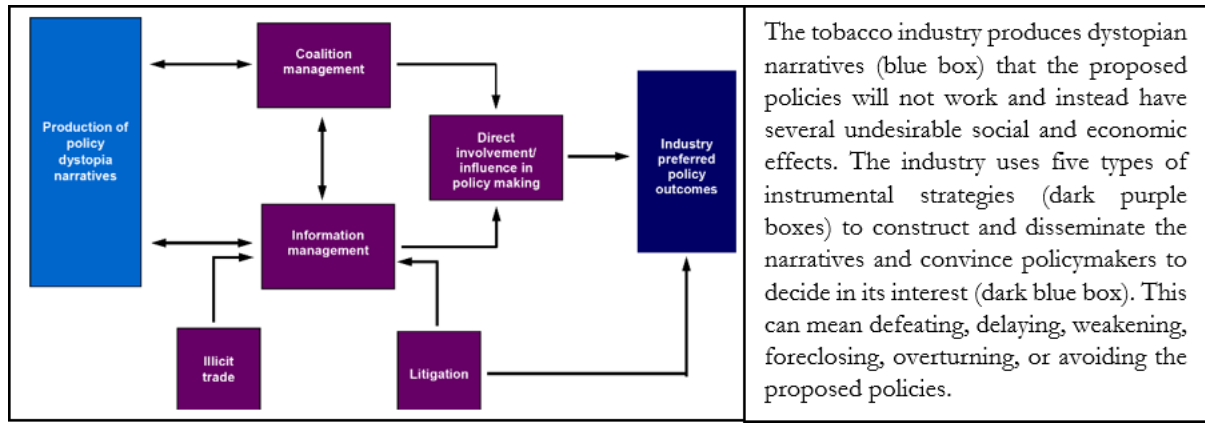 Production of
policy
dystopia
narratives
Coalition
management
Information
management
Illicit
trade
Litigation
Direct
involvement/
influence in
policy making
Industry
preferred
policy
outcomes
The tobacco industry produces dystopian
narratives (blue box) that the proposed
policies will not work and instead have
several undesirable social and economic
effects. The industry uses five types of
instrumental strategies (dark purple
boxes) to construct and disseminate the
narratives and convince policymakers to
decide in its interest (dark blue box). This
can mean defeating, delaying, weakening,
foreclosing, overturning, or avoiding the
proposed policies.